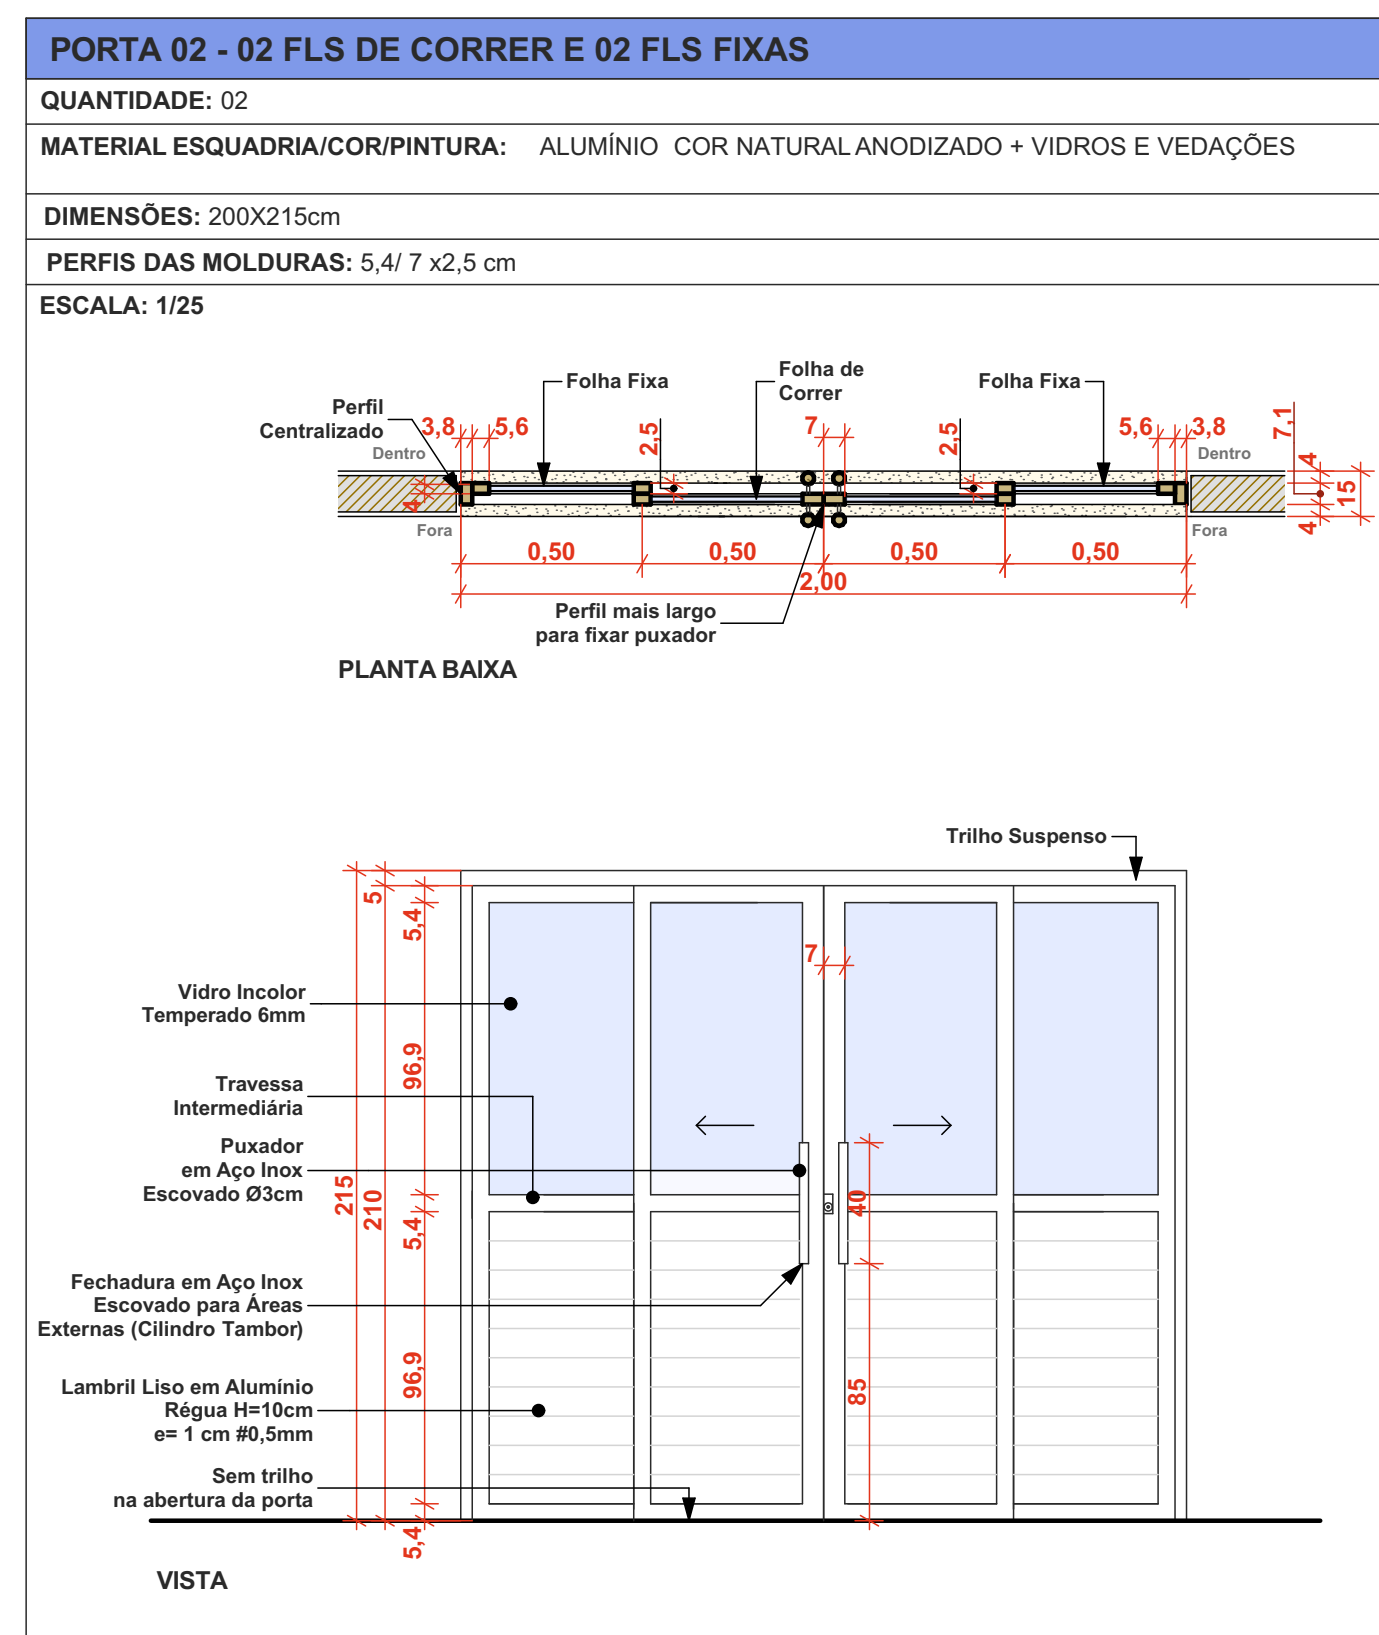 PORTA 02 - 02 FLS DE CORRER E 02 FLS FIXAS
QUANTIDADE: 02
MATERIAL ESQUADRIA/COR/PINTURA: ALUMÍNIO COR NATURAL ANODIZADO + VIDROS E VEDAÇÕES
DIMENSÕES: 200X215cm
PERFIS DAS MOLDURAS: 5,4/ 7 x2,5 cm
ESCALA: 1/25
Folha Fixa
Folha de
Correr
Folha Fixa
Perfil
Centralizado
3,8
5,6
2,5
7
2,5
5,6
3,8
7,1
Dentro
Dentro
4
4
15
4
Fora
Fora
0,50
0,50
0,50
0,50
2,00
Perfil mais largo
para fixar puxador
PLANTA BAIXA
Trilho Suspenso
5
5,4
7
Vidro Incolor
Temperado 6mm
96,9
Travessa
Intermediária
Puxador
em Aço Inox
Escovado Ø3cm
215
210
5,4
40
Fechadura em Aço Inox
Escovado para Áreas
Externas (Cilindro Tambor)
96,9
85
Lambril Liso em Alumínio
Régua H=10cm
e= 1 cm #0,5mm
Sem trilho
na abertura da porta
5,4
VISTA